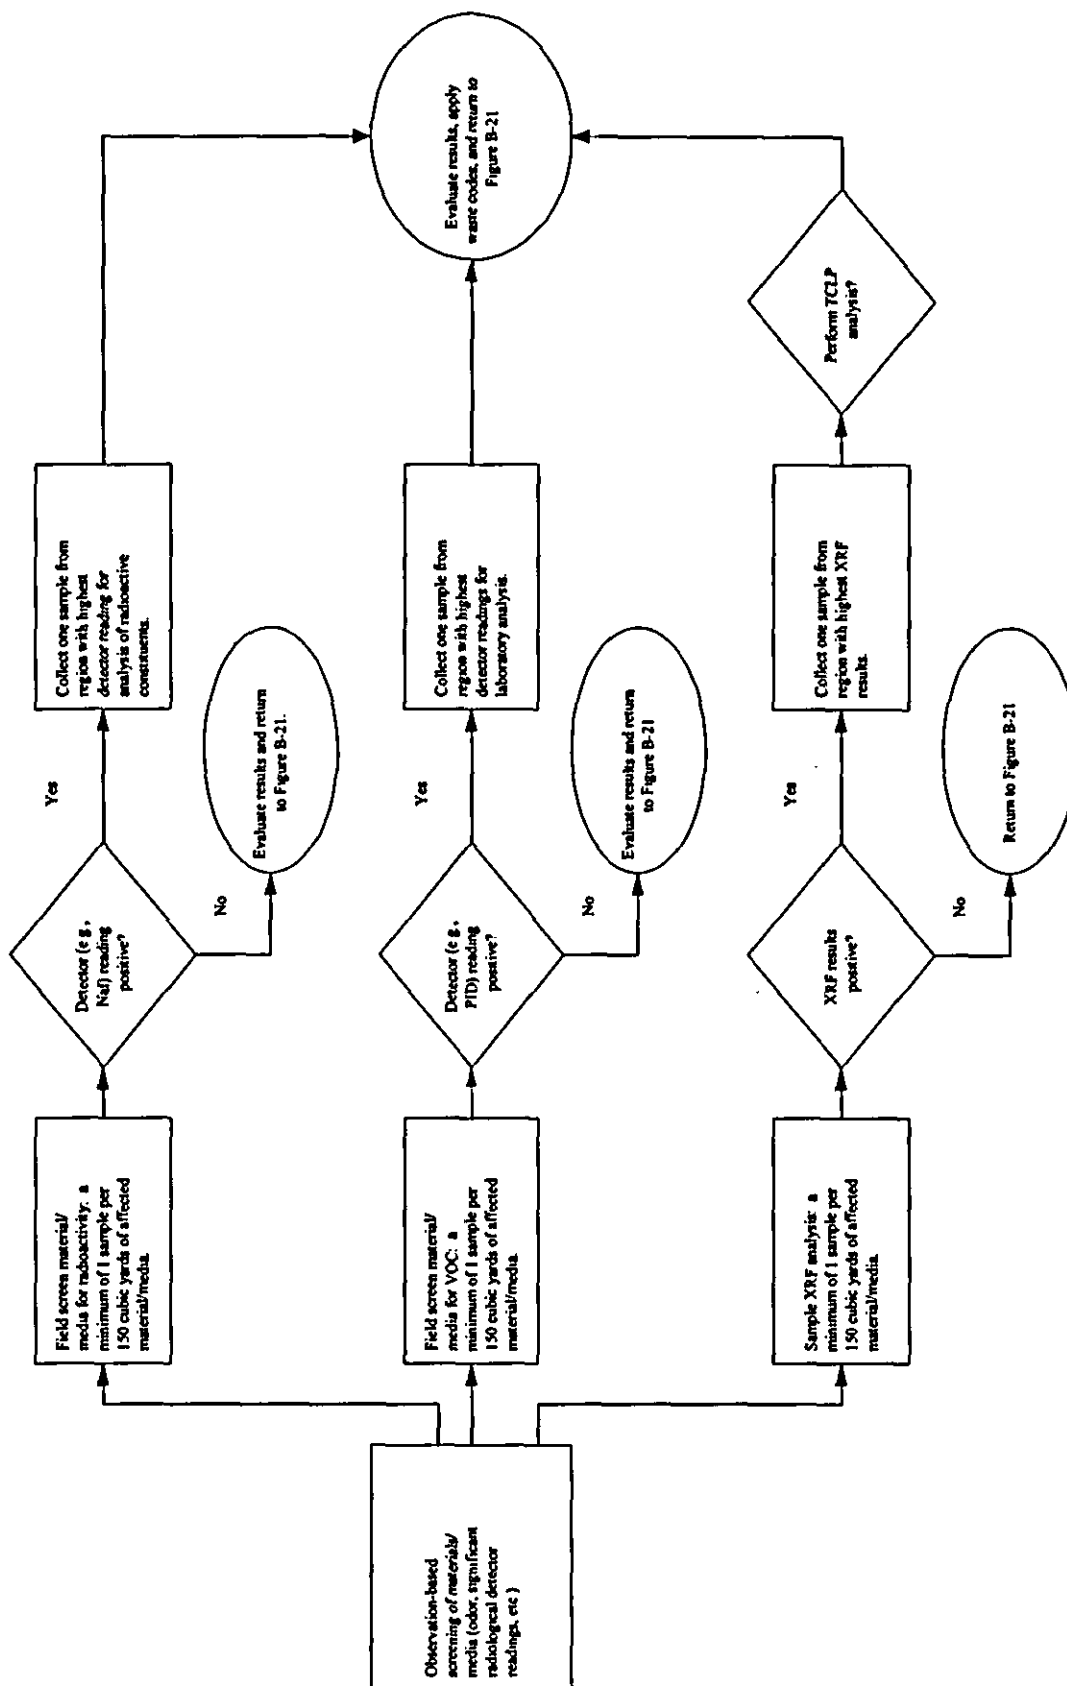 Observation-based
screening of materials/
media (odor, significant
radiological detector
readings, etc )
Field screen material/
media for radioactivity: a
minimum of 1 sample per
150 cubic yards of affected
material/media.
Detector (e g ,
NaI) reading
positive?
Yes
No
Collect one sample from
region with highest
detector reading for
analysis of radioactive
constituents.
Evaluate results and return
to Figure B-21.
Field screen material/
media for VOC: a
minimum of 1 sample per
150 cubic yards of affected
material/media.
Detector (e g ,
PID) reading
positive?
Yes
No
Collect one sample from
region with highest
detector readings for
laboratory analysis.
Evaluate results and return
to Figure B-21
Sample XRF analysis: a
minimum of 1 sample per
150 cubic yards of affected
material/media.
XRF results
positive?
Yes
No
Collect one sample from
region with highest XRF
results.
Return to Figure B-21
Perform TCLP
analysis?
Evaluate results, apply
waste codes, and return to
Figure B-21